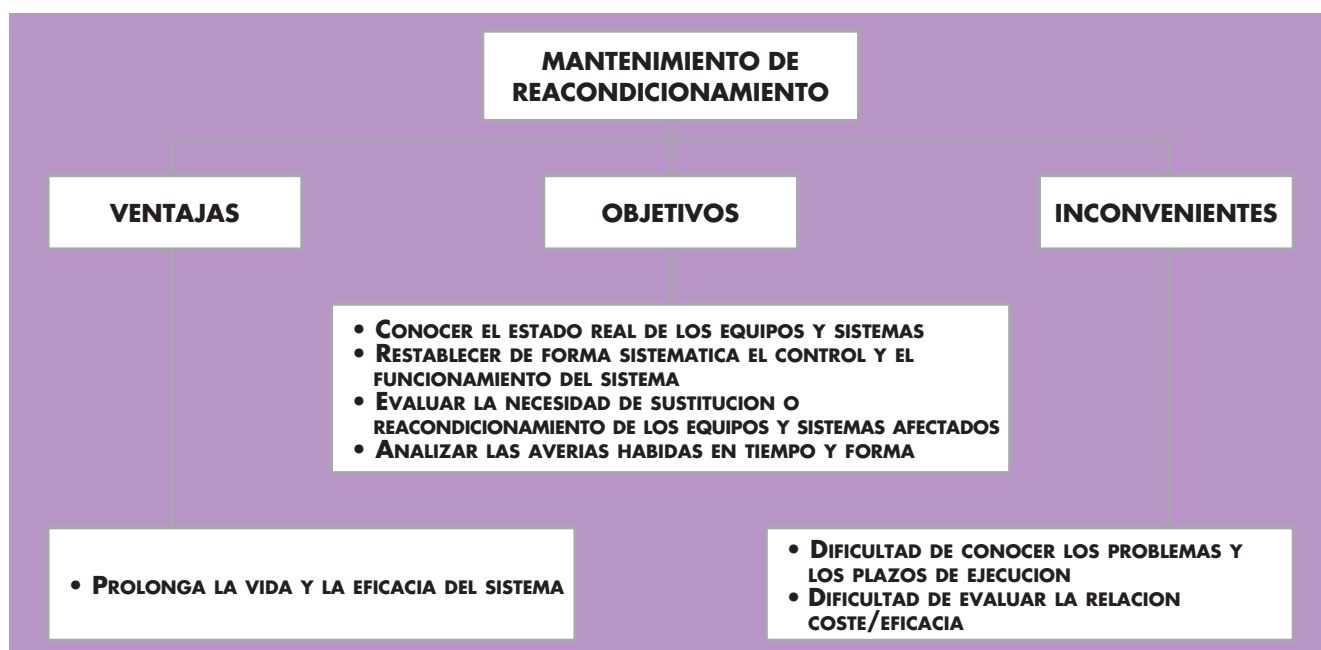 MANTENIMIENTO DE
REACONDICIONAMIENTO
VENTAJAS
OBJETIVOS
INCONVENIENTES
• CONOCER EL ESTADO REAL DE LOS EQUIPOS Y SISTEMAS
• RESTABLECER DE FORMA SISTEMATICA EL CONTROL Y EL
FUNCIONAMIENTO DEL SISTEMA
• EVALUAR LA NECESIDAD DE SUSTITUCION O
REACONDICIONAMIENTO DE LOS EQUIPOS Y SISTEMAS AFECTADOS
• ANALIZAR LAS AVERIAS HABIDAS EN TIEMPO Y FORMA
• PROLONGA LA VIDA Y LA EFICACIA DEL SISTEMA
• DIFICULTAD DE CONOCER LOS PROBLEMAS Y
LOS PLAZOS DE EJECUCION
• DIFICULTAD DE EVALUAR LA RELACION
COSTE/EFICACIA